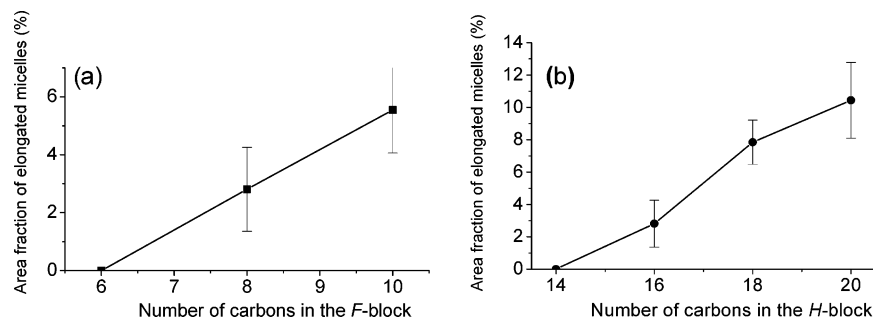 (a)
Area fraction of elongated micelles (%)
6
4
2
0
6 7 8 9 10
Number of carbons in the F-block
(b)
Area fraction of elongated micelles (%)
14
12
10
8
6
4
2
0
14 16 18 20
Number of carbons in the H-block